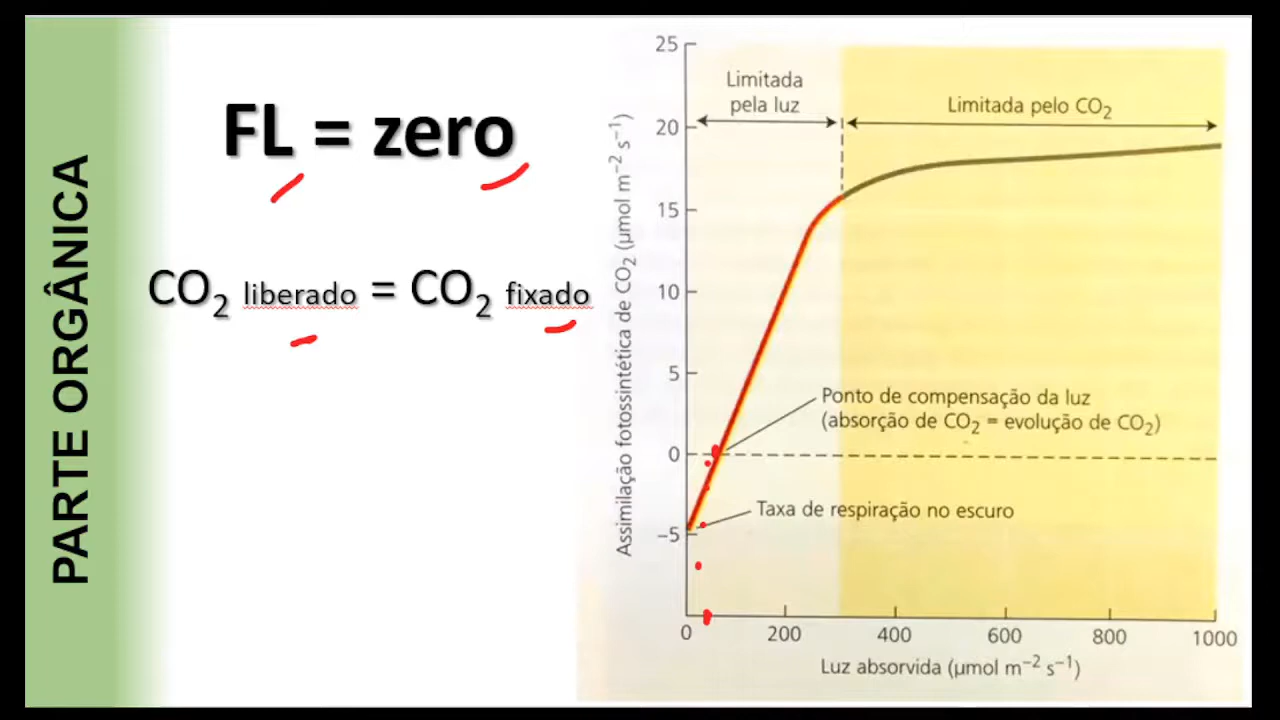 PARTE ORGÂNICA
FL = zero
CO₂ liberado = CO₂ fixado
Assimilação fotossintética de CO₂ (μmol m⁻² s⁻¹)
25
20
15
10
5
0
–5
Limitada
pela luz
Limitada pelo CO₂
Ponto de compensação da luz
(absorção de CO₂ = evolução de CO₂)
Taxa de respiração no escuro
0
200
400
600
800
1000
Luz absorvida (μmol m⁻² s⁻¹)